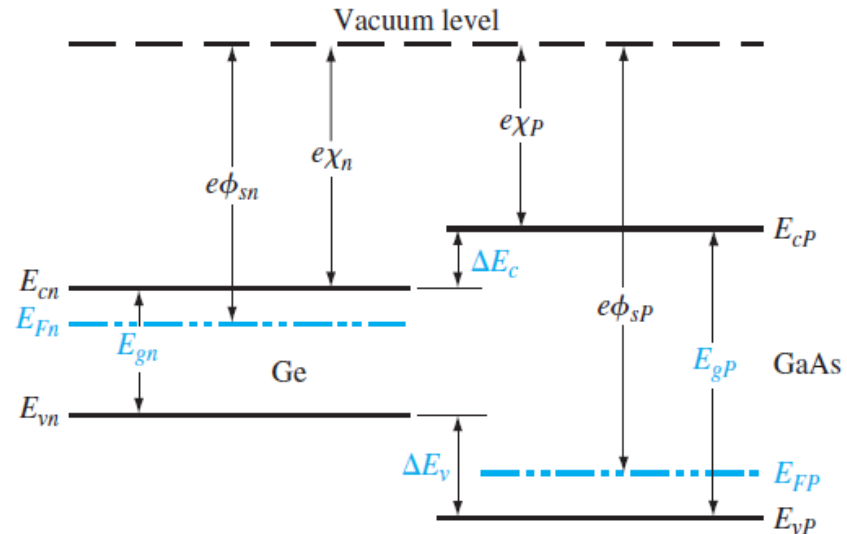 Vacuum level
eχP
eχn
eϕsn
EcP
ΔEc
Ecn
eϕsP
EFn
Egn
EgP
GaAs
Ge
Evn
ΔEv
EFP
EvP